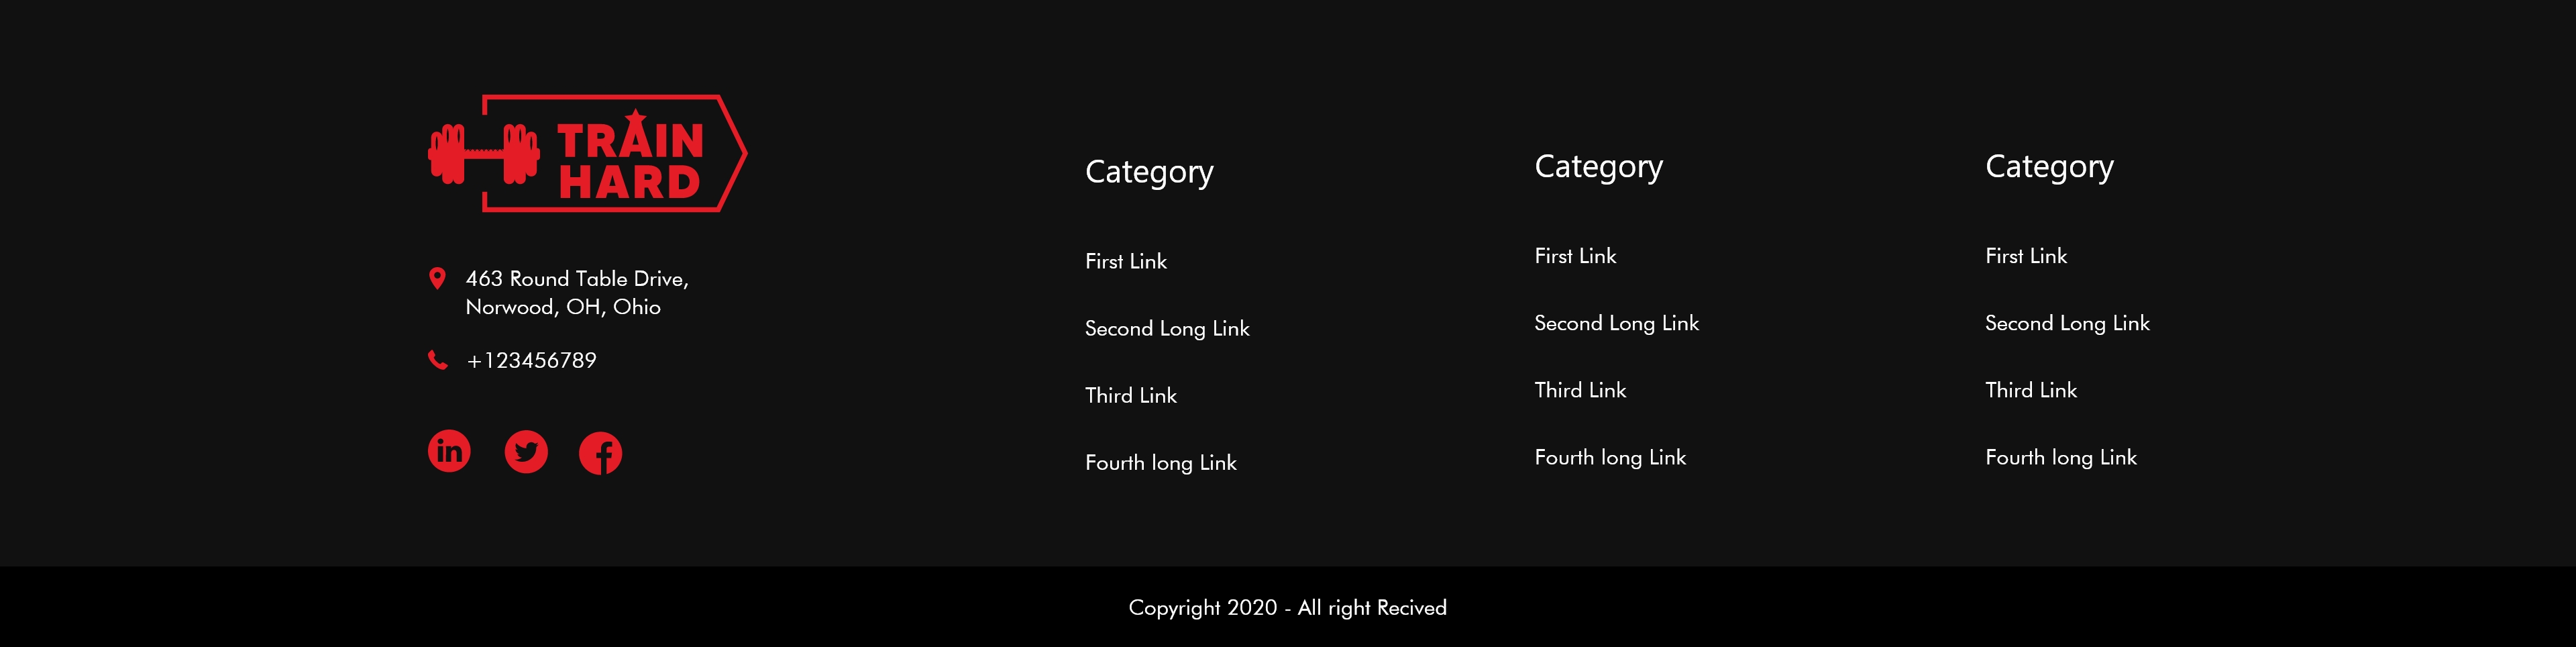 TRAIN
HARD
463 Round Table Drive,
Norwood, OH, Ohio
+123456789
in
Category
First Link
Second Long Link
Third Link
Fourth long Link
Category
First Link
Second Long Link
Third Link
Fourth long Link
Category
First Link
Second Long Link
Third Link
Fourth long Link
Copyright 2020 - All right Recived